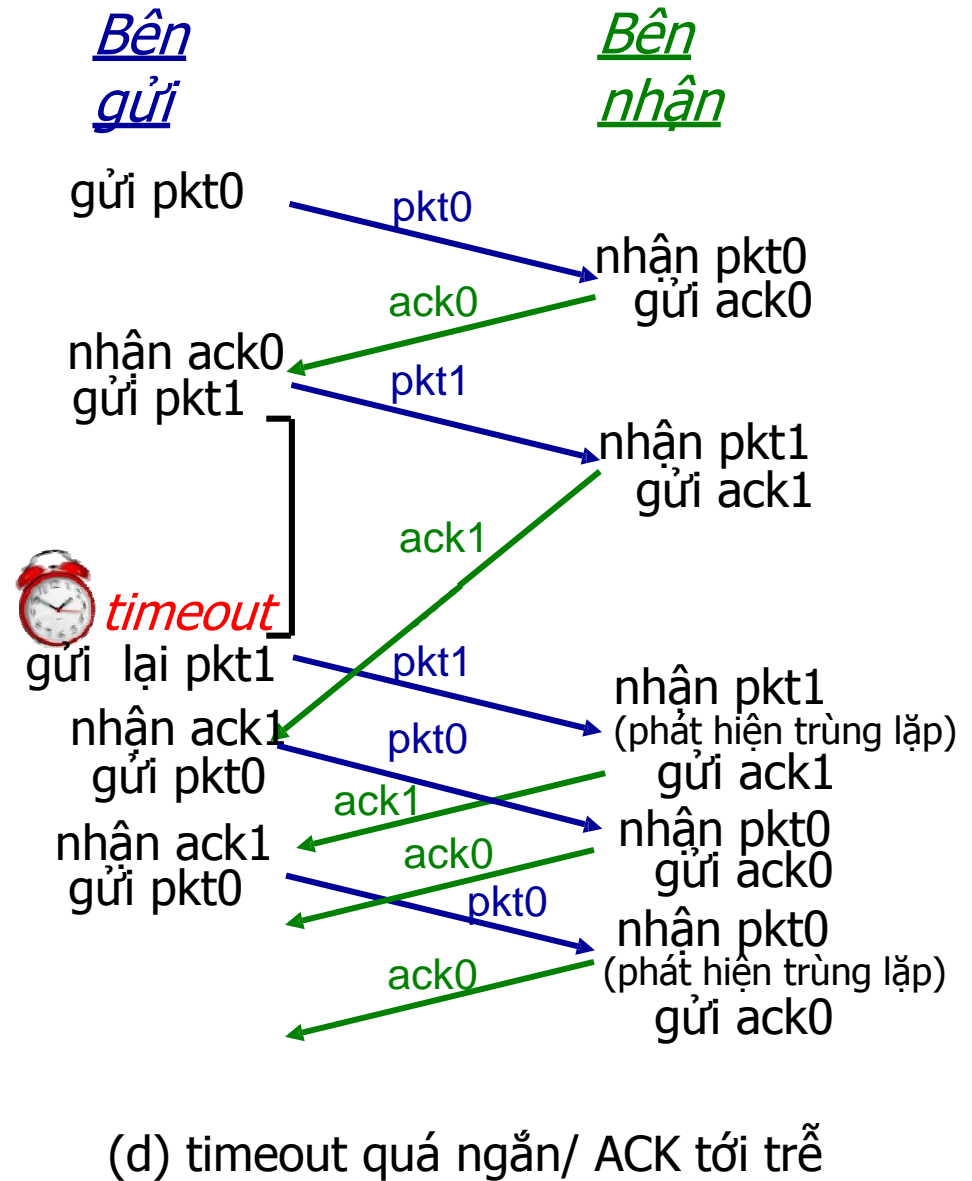 Bên
gửi
Bên
nhận
gửi pkt0
pkt0
nhận pkt0
gửi ack0
ack0
nhận ack0
gửi pkt1
pkt1
nhận pkt1
gửi ack1
ack1
timeout
gửi lại pkt1
pkt1
nhận pkt1
(phát hiện trùng lặp)
gửi ack1
nhận ack1
gửi pkt0
pkt0
ack1
nhận pkt0
gửi ack0
nhận ack1
gửi pkt0
ack0
pkt0
nhận pkt0
(phát hiện trùng lặp)
gửi ack0
ack0
(d) timeout quá ngắn/ ACK tới trễ